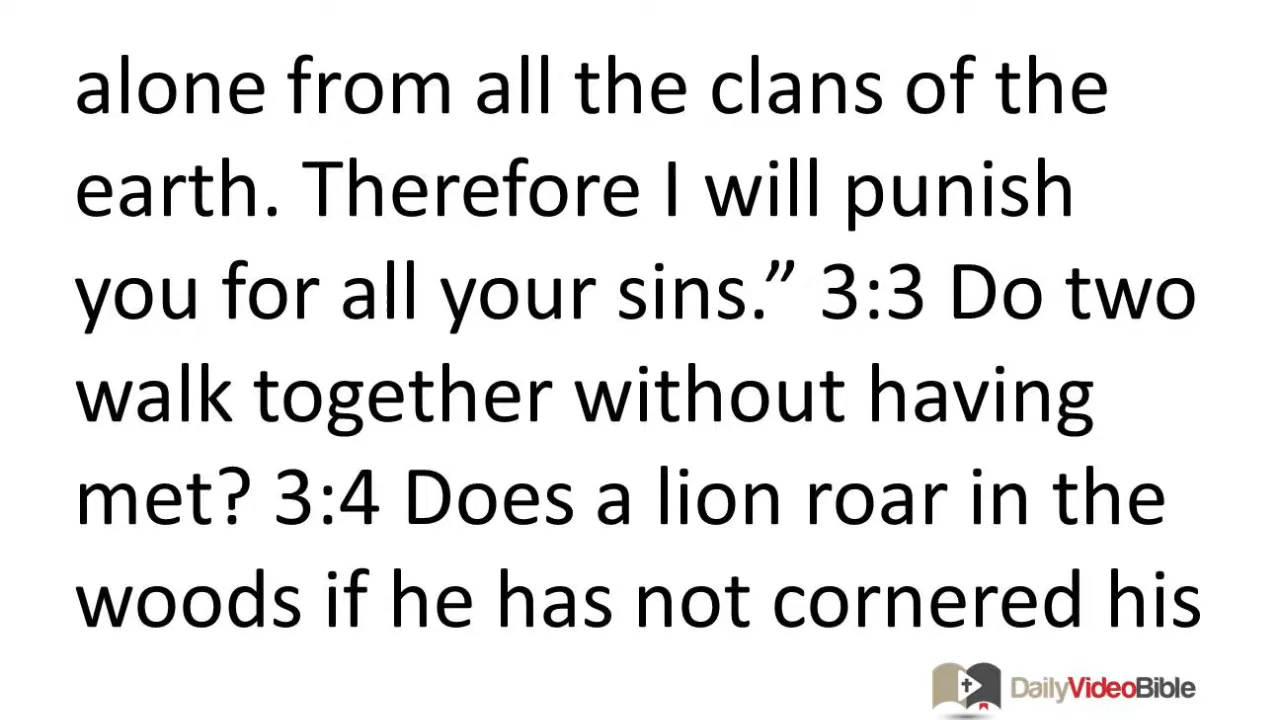 alone from all the clans of the
earth. Therefore I will punish
you for all your sins.” 3:3 Do two
walk together without having
met? 3:4 Does a lion roar in the
woods if he has not cornered his
DailyVideoBible